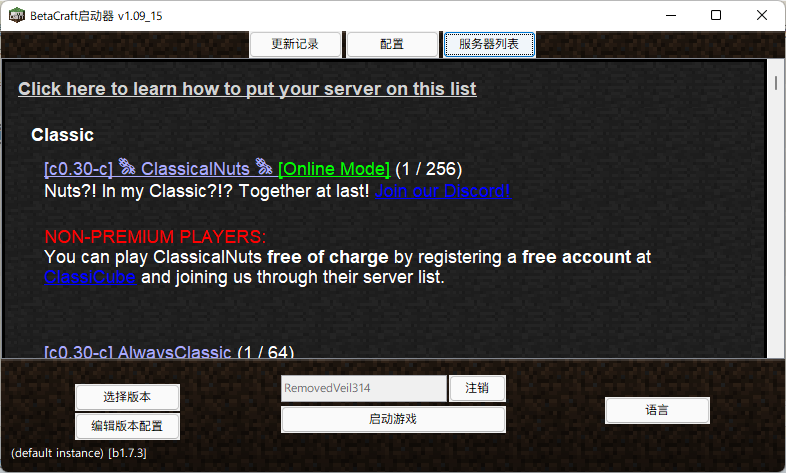 BetaCraft启动器 v1.09_15
更新记录 配置 服务器列表
Click here to learn how to put your server on this list
Classic
[c0.30-c] ClassicalNuts [Online Mode] (1 / 256)
Nuts?! In my Classic?!? Together at last! Join our Discord!
NON-PREMIUM PLAYERS:
You can play ClassicalNuts free of charge by registering a free account at
ClassiCube and joining us through their server list.
[c0.30-c] AlwaysClassic (1 / 64)
选择版本
编辑版本配置
(default instance) [b1.7.3]
RemovedVeil314 注销
启动游戏
语言